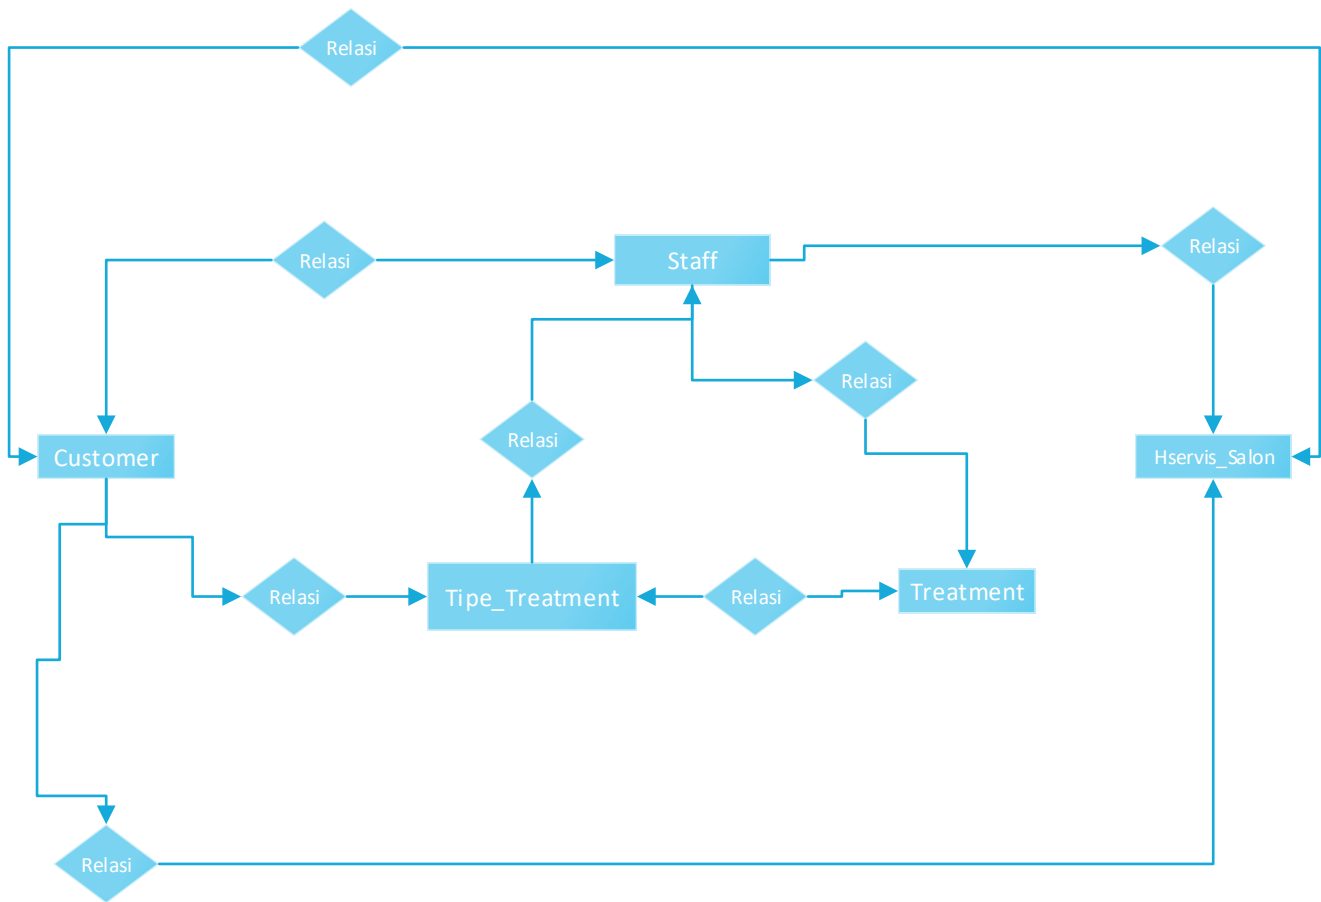 Relasi
Relasi
Staff
Relasi
Relasi
Relasi
Customer
Hservis_Salon
Relasi
Tipe_Treatment
Relasi
Treatment
Relasi